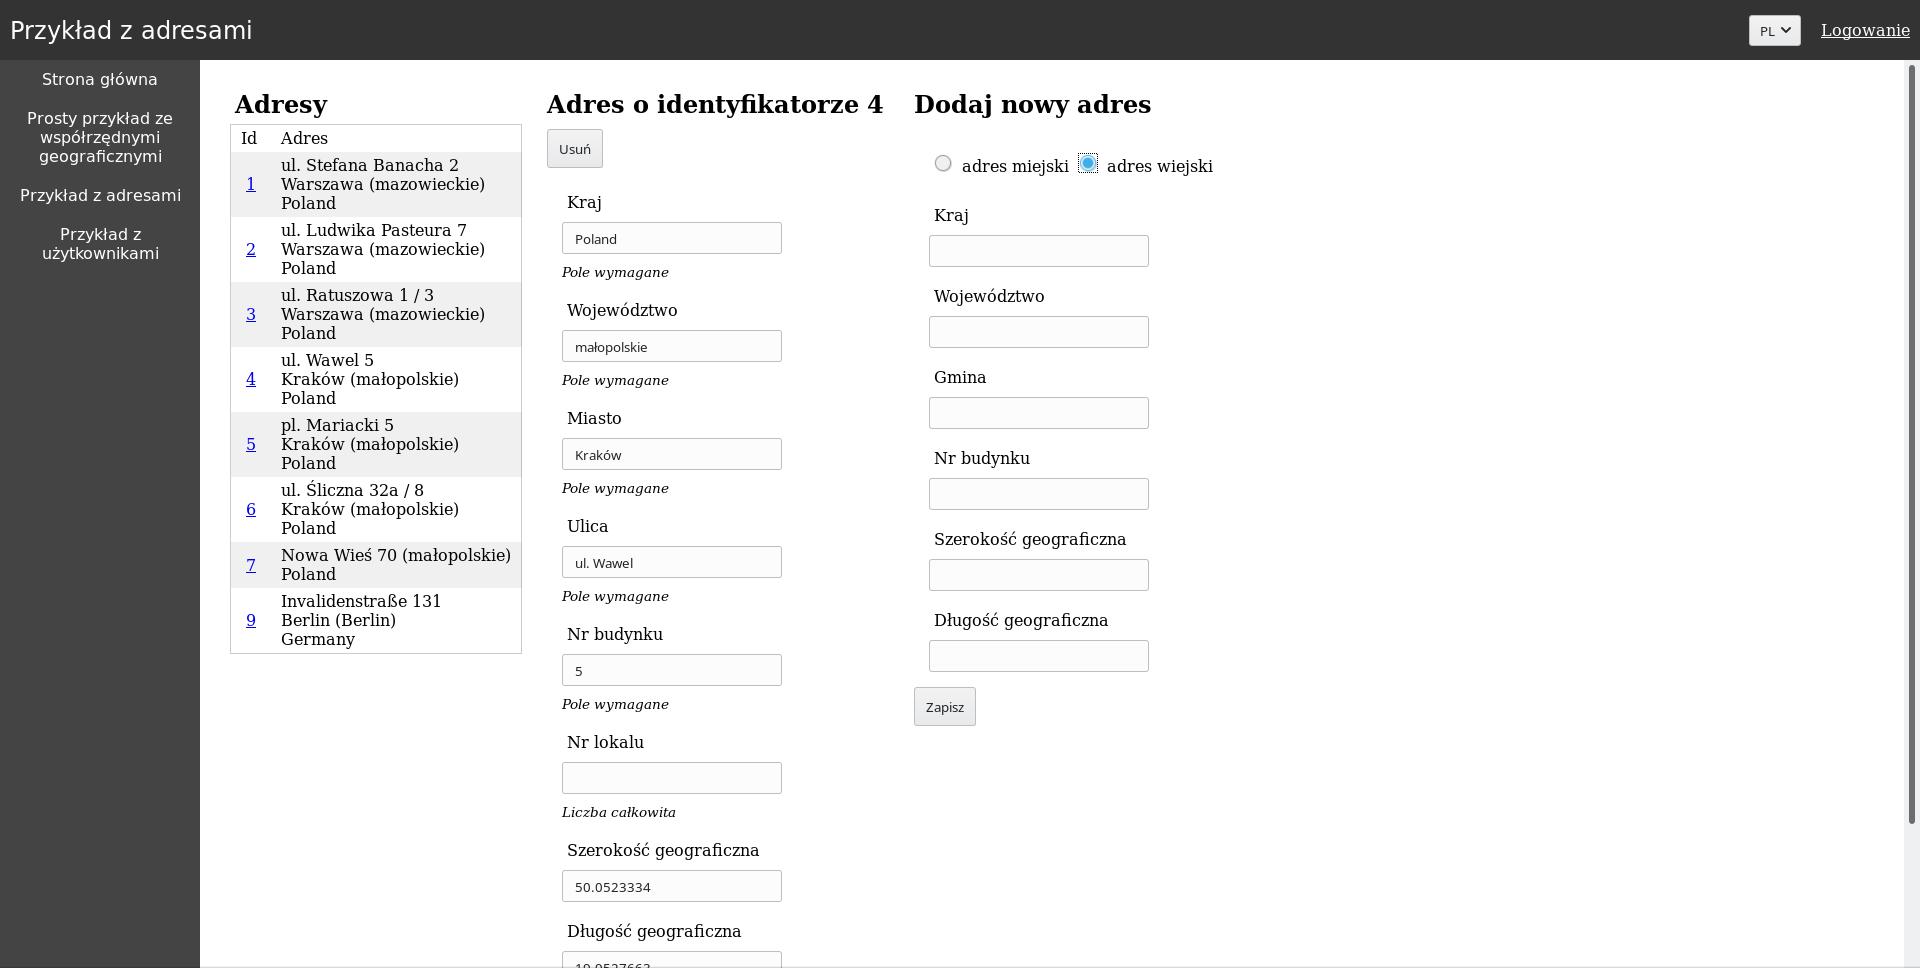 Przykład z adresami
PL
Logowanie
Strona główna
Prosty przykład ze
współrzędnymi
geograficznymi
Przykład z adresami
Przykład z
użytkownikami
Adresy
Id Adres
1
ul. Stefana Banacha 2
Warszawa (mazowieckie)
Poland
2
ul. Ludwika Pasteura 7
Warszawa (mazowieckie)
Poland
3
ul. Ratuszowa 1 / 3
Warszawa (mazowieckie)
Poland
4
ul. Wawel 5
Kraków (małopolskie)
Poland
5
pl. Mariacki 5
Kraków (małopolskie)
Poland
6
ul. Śliczna 32a / 8
Kraków (małopolskie)
Poland
7
Nowa Wieś 70 (małopolskie)
Poland
9
Invalidenstraße 131
Berlin (Berlin)
Germany
Adres o identyfikatorze 4
Usuń
Kraj
Poland
Pole wymagane
Województwo
małopolskie
Pole wymagane
Miasto
Kraków
Pole wymagane
Ulica
ul. Wawel
Pole wymagane
Nr budynku
5
Pole wymagane
Nr lokalu
Liczba całkowita
Szerokość geograficzna
50.0523334
Długość geograficzna
Dodaj nowy adres
adres miejski adres wiejski
Kraj
Województwo
Gmina
Nr budynku
Szerokość geograficzna
Długość geograficzna
Zapisz